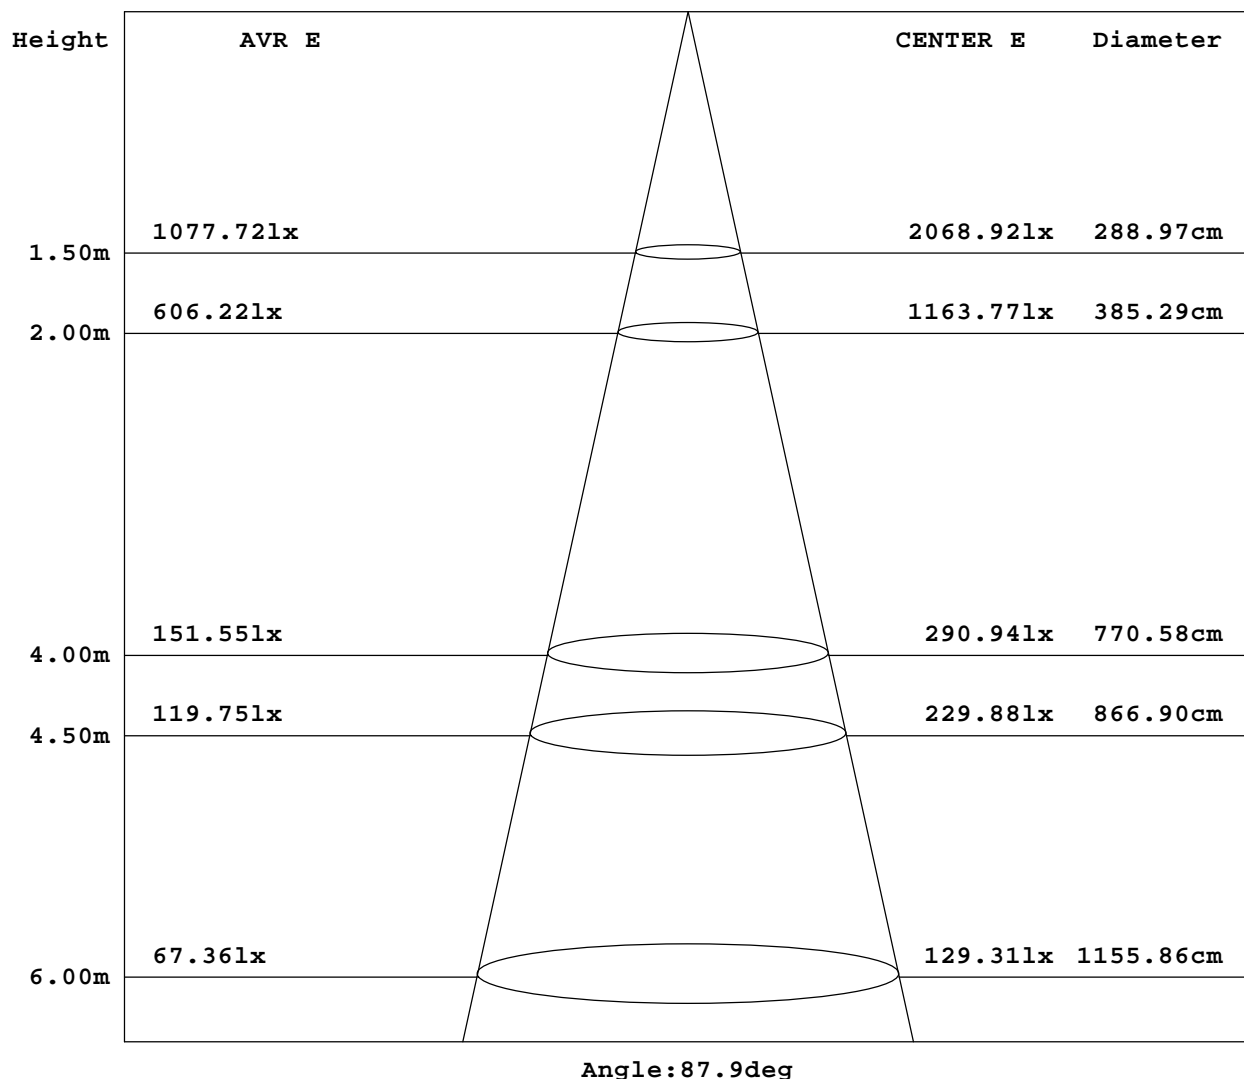 Height AVR E CENTER E Diameter
1077.72lx 2068.92lx 288.97cm
1.50m
606.22lx 1163.77lx 385.29cm
2.00m
151.55lx 290.94lx 770.58cm
4.00m
119.75lx 229.88lx 866.90cm
4.50m
67.36lx 129.31lx 1155.86cm
6.00m
Angle:87.9deg